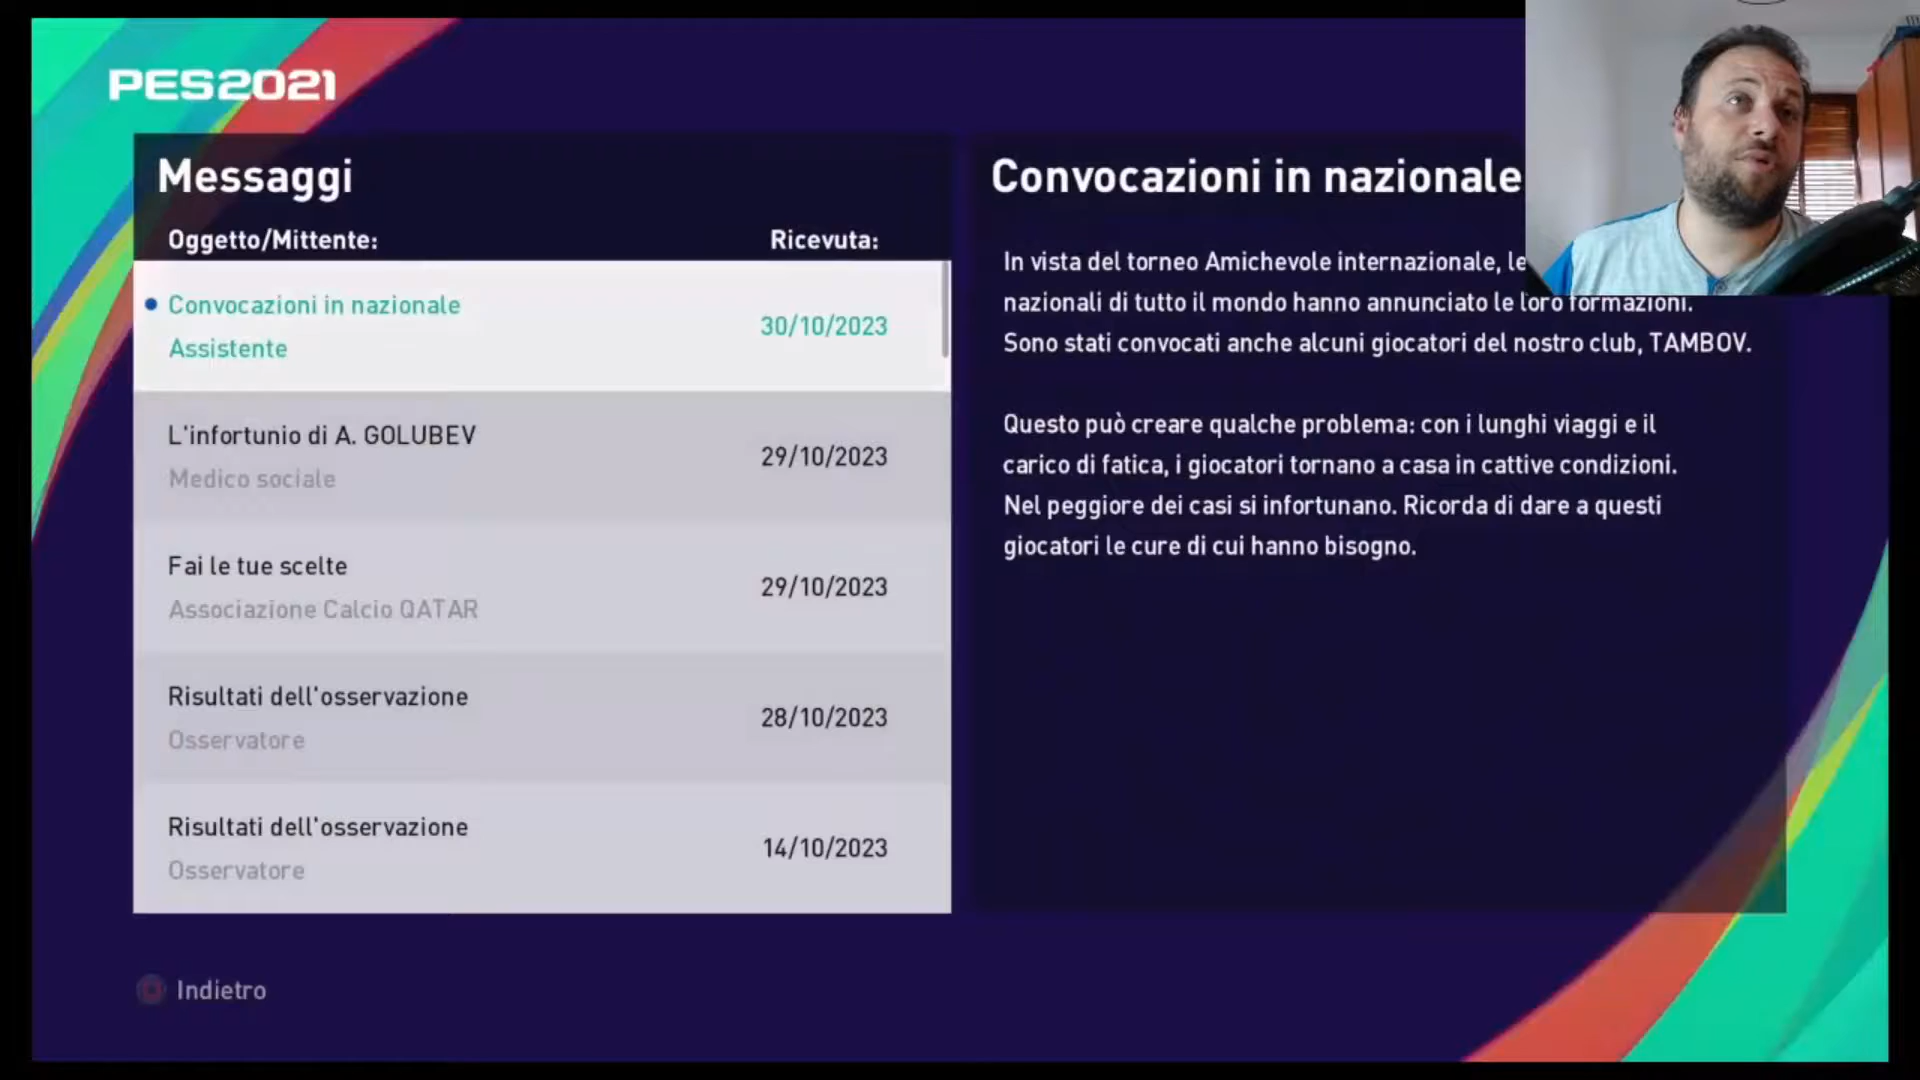 PES2021
Messaggi
Oggetto/Mittente:
Ricevuta:
Convocazioni in nazionale
Assistente
30/10/2023
L'infortunio di A. GOLUBEV
Medico sociale
29/10/2023
Fai le tue scelte
Associazione Calcio QATAR
29/10/2023
Risultati dell'osservazione
Osservatore
28/10/2023
Risultati dell'osservazione
Osservatore
14/10/2023
Convocazioni in nazionale
In vista del torneo Amichevole internazionale, le
nazionali di tutto il mondo hanno annunciato le loro formazioni.
Sono stati convocati anche alcuni giocatori del nostro club, TAMBOV.
Questo può creare qualche problema: con i lunghi viaggi e il
carico di fatica, i giocatori tornano a casa in cattive condizioni.
Nel peggiore dei casi si infortunano. Ricorda di dare a questi
giocatori le cure di cui hanno bisogno.
Indietro